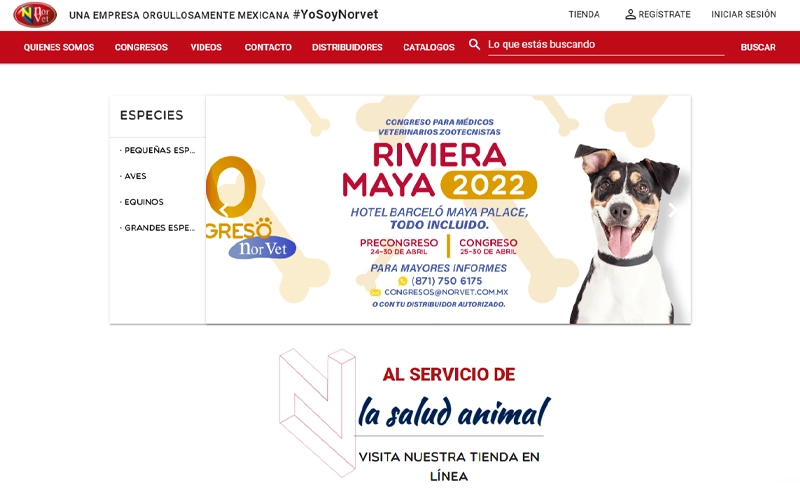 Nor
Vet
UNA EMPRESA ORGULLOSAMENTE MEXICANA #YoSoyNorvet
TIENDA
REGÍSTRATE
INICIAR SESIÓN
QUIENES SOMOS
CONGRESOS
VIDEOS
CONTACTO
DISTRIBUIDORES
CATALOGOS
Lo que estás buscando
BUSCAR
ESPECIES
· PEQUEÑAS ESP...
· AVES
· EQUINOS
· GRANDES ESPE...
GRESO
Nor Vet
CONGRESO PARA MÉDICOS
VETERINARIOS ZOOTECNISTAS
RIVIERA
MAYA 2022
HOTEL BARCELÓ MAYA PALACE,
TODO INCLUIDO.
PRECONGRESO
24-30 DE ABRIL
CONGRESO
25-30 DE ABRIL
PARA MAYORES INFORMES
(871) 750 6175
CONGRESOS@NORVET.COM.MX
O CON TU DISTRIBUIDOR AUTORIZADO.
AL SERVICIO DE
la salud animal
VISITA NUESTRA TIENDA EN
LÍNEA